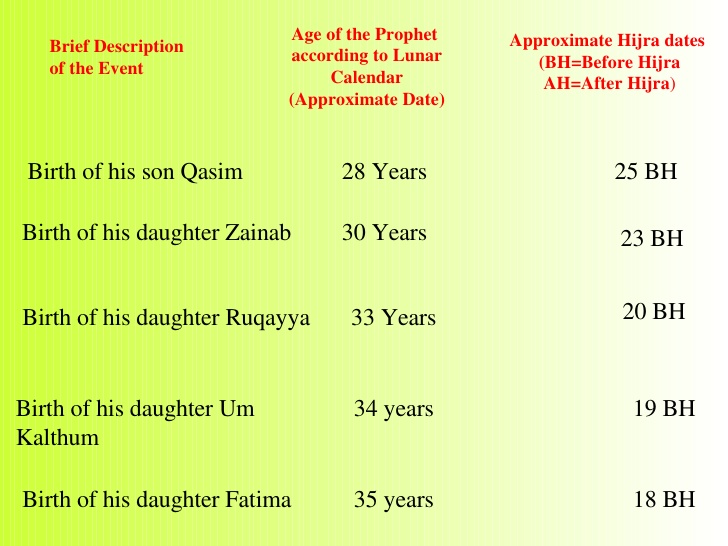 Brief Description
of the Event
Age of the Prophet
according to Lunar
Calendar
(Approximate Date)
Approximate Hijra dates
(BH=Before Hijra
AH=After Hijra)
Birth of his son Qasim 28 Years 25 BH
Birth of his daughter Zainab 30 Years 23 BH
Birth of his daughter Ruqayya 33 Years 20 BH
Birth of his daughter Um 34 years 19 BH
Kalthum
Birth of his daughter Fatima 35 years 18 BH